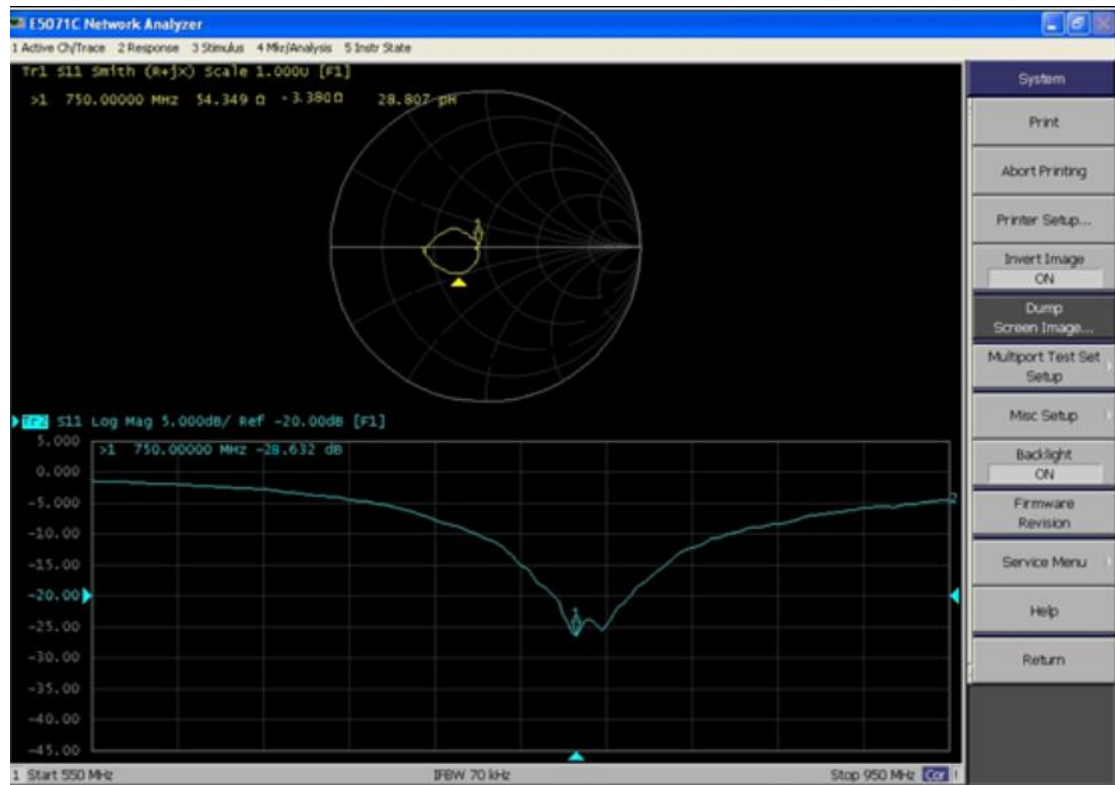 E5071C Network Analyzer
1 Active Ch/Trace 2 Response 3 Stimulus 4 Mkr/Analysis 5 Instr State
Tr1 S11 Smith (R+jX) Scale 1.000U [F1]
>1 750.00000 MHz 54.349 Ω -3.380Ω 28.807 pH
1
Tr2 S11 Log Mag 5.000dB/ Ref -20.00dB [F1]
5.000
>1 750.00000 MHz -28.632 dB
0.000
-5.000
2
-10.00
-15.00
-20.00
1
-25.00
-30.00
-35.00
-40.00
-45.00
1 Start 550 MHz IFBW 70 kHz Stop 950 MHz Cor !
System
Print
Abort Printing
Printer Setup...
Invert Image
ON
Dump
Screen Image...
Multiport Test Set
Setup
Misc Setup
Backlight
ON
Firmware
Revision
Service Menu
Help
Return